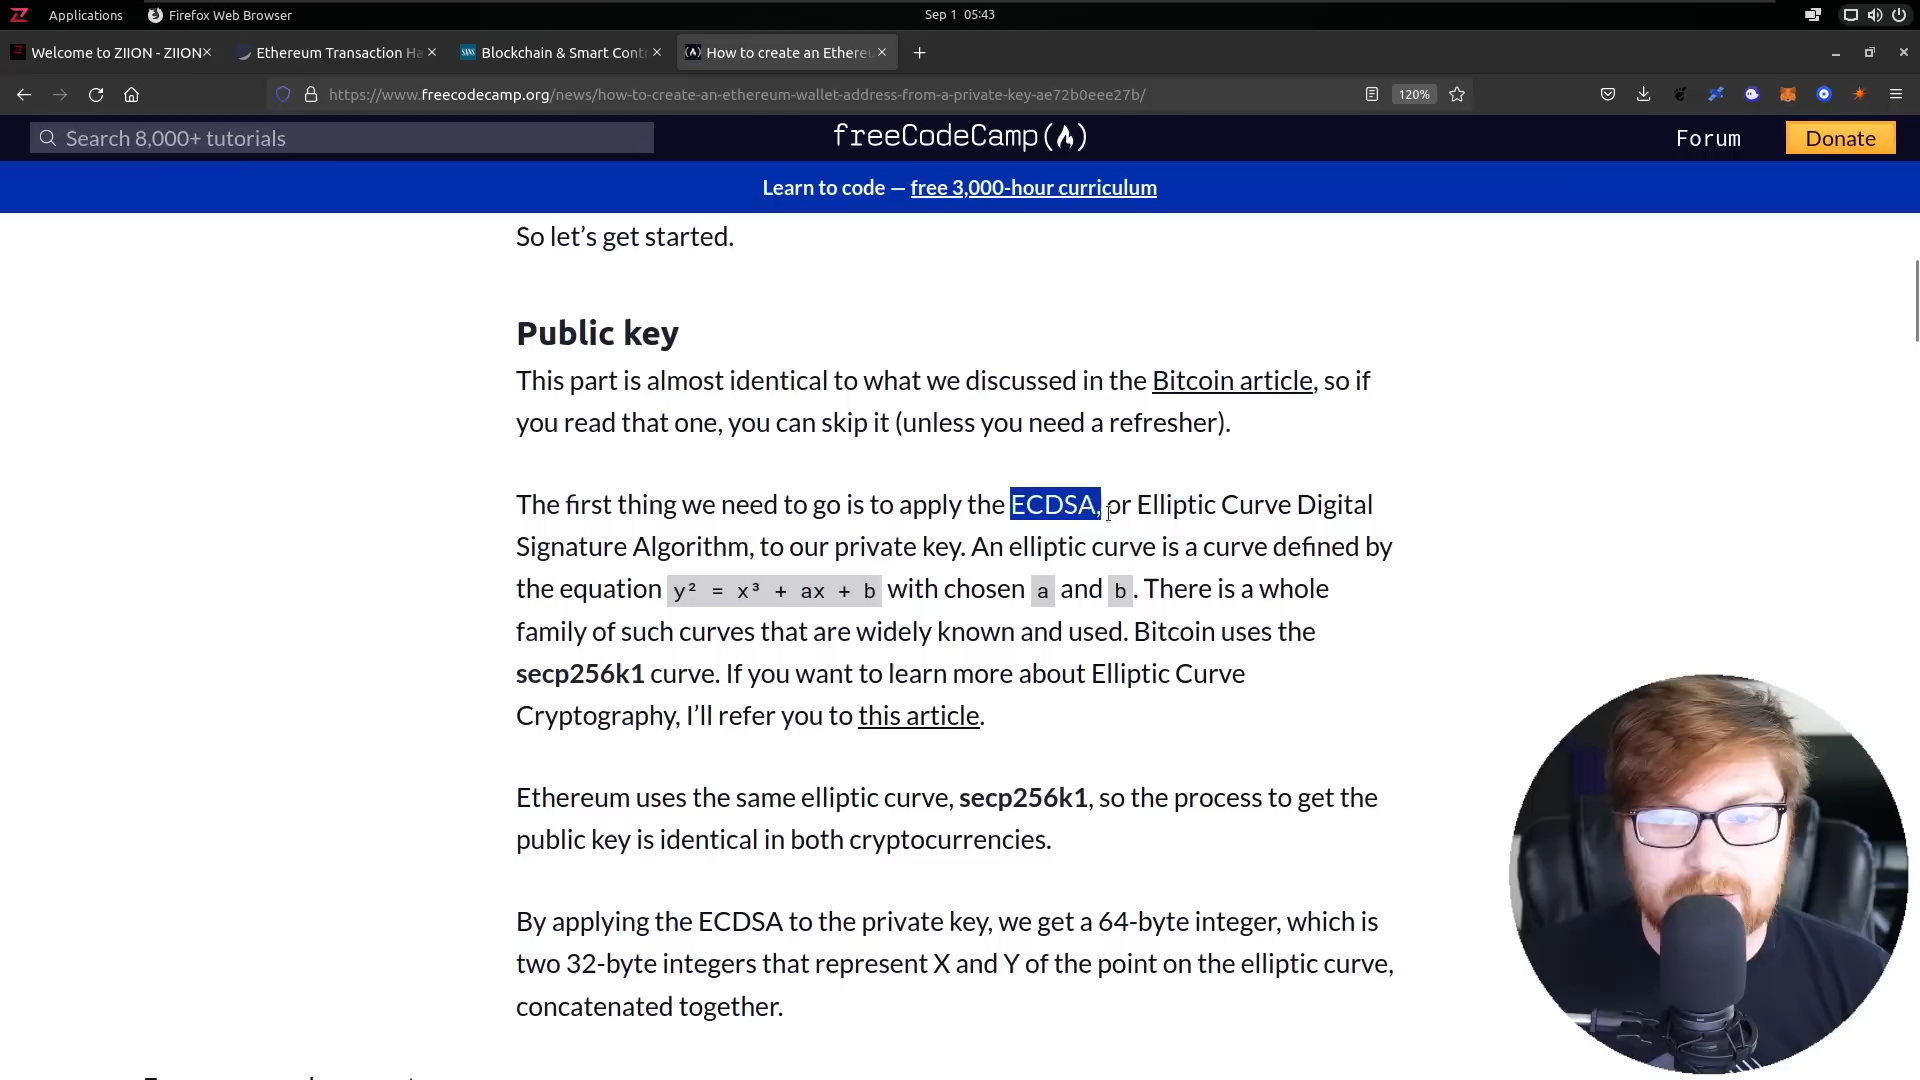 Applications Firefox Web Browser Sep 1 05:43
Welcome to ZIION - ZIION Ethereum Transaction Ha Blockchain & Smart Cont How to create an Ethere
https://www.freecodecamp.org/news/how-to-create-an-ethereum-wallet-address-from-a-private-key-ae72b0eee27b/ 120%
Search 8,000+ tutorials freeCodeCamp Forum Donate
Learn to code — free 3,000-hour curriculum
So let’s get started.
Public key
This part is almost identical to what we discussed in the Bitcoin article, so if
you read that one, you can skip it (unless you need a refresher).
The first thing we need to go is to apply the ECDSA, or Elliptic Curve Digital
Signature Algorithm, to our private key. An elliptic curve is a curve defined by
the equation y² = x³ + ax + b with chosen a and b. There is a whole
family of such curves that are widely known and used. Bitcoin uses the
secp256k1 curve. If you want to learn more about Elliptic Curve
Cryptography, I’ll refer you to this article.
Ethereum uses the same elliptic curve, secp256k1, so the process to get the
public key is identical in both cryptocurrencies.
By applying the ECDSA to the private key, we get a 64-byte integer, which is
two 32-byte integers that represent X and Y of the point on the elliptic curve,
concatenated together.